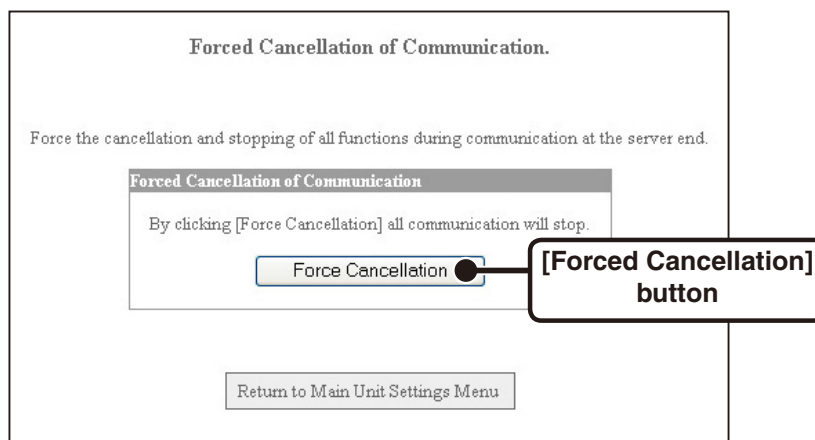 Forced Cancellation of Communication.
Force the cancellation and stopping of all functions during communication at the server end.
Forced Cancellation of Communication
By clicking [Force Cancellation] all communication will stop.
Force Cancellation
[Forced Cancellation]
button
Return to Main Unit Settings Menu